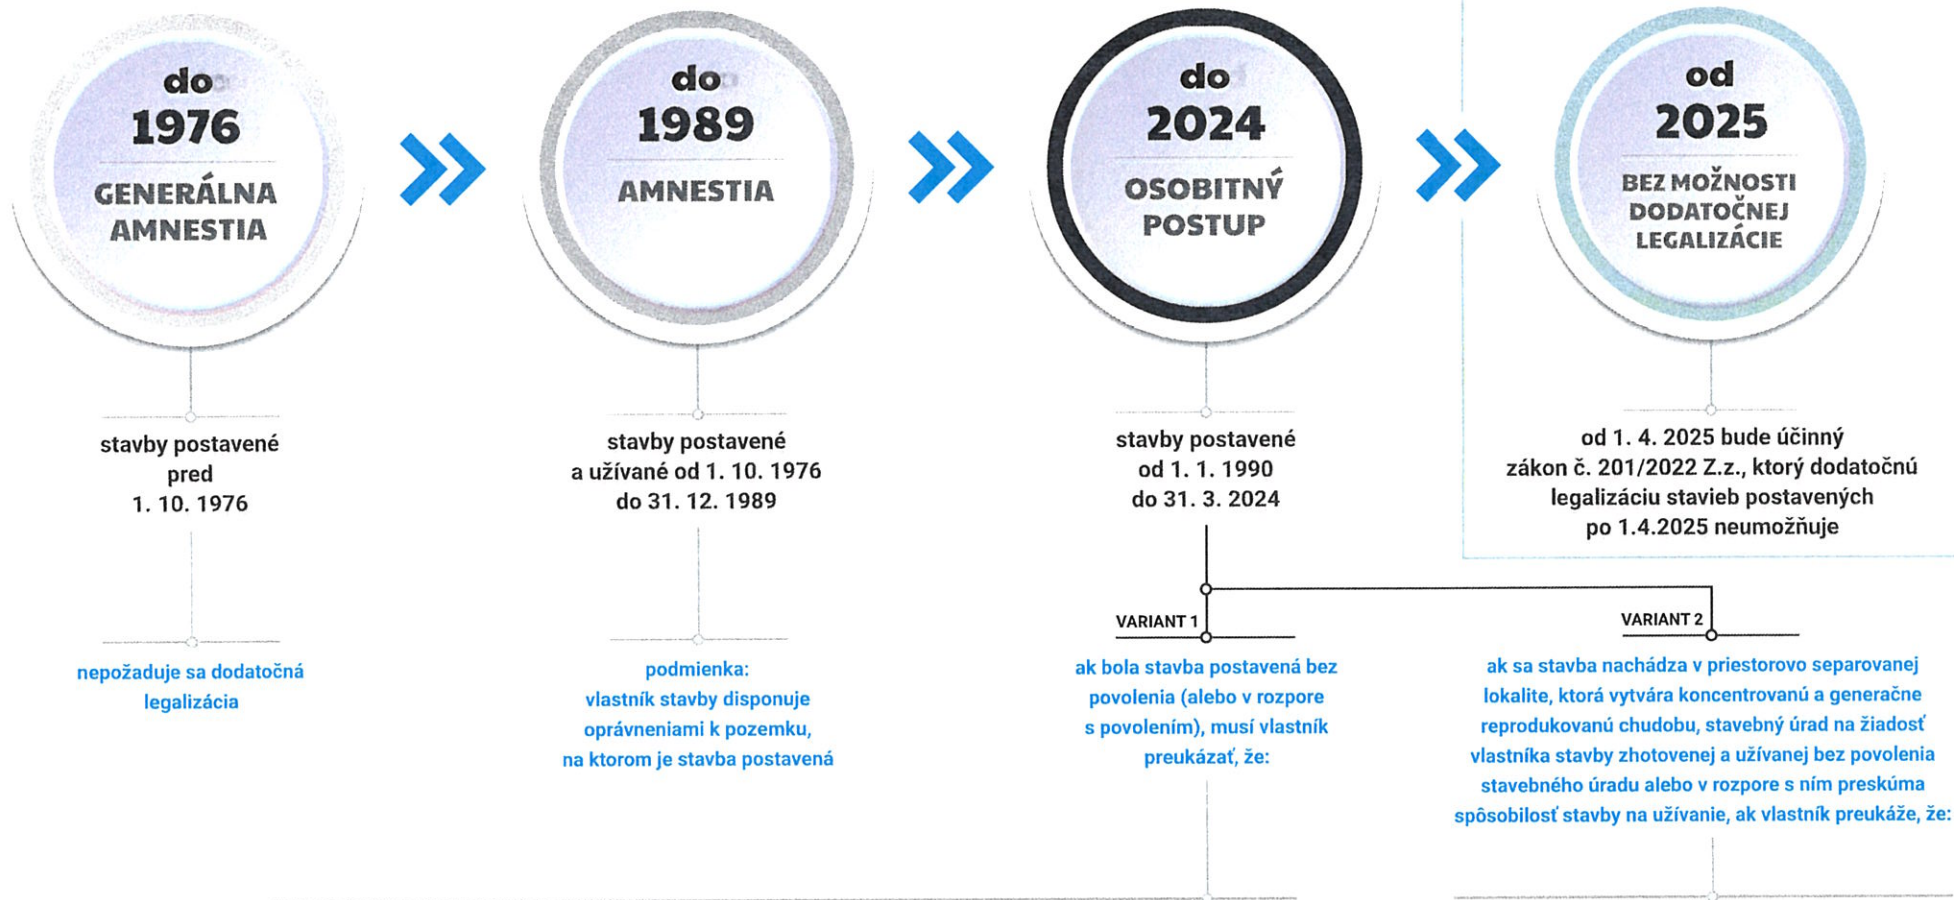 do
1976
GENERÁLNA
AMNESTIA
stavby postavené
pred
1. 10. 1976
nepožaduje sa dodatočná
legalizácia
do
1989
AMNESTIA
stavby postavené
a užívané od 1. 10. 1976
do 31. 12. 1989
podmienka:
vlastník stavby disponuje
oprávneniami k pozemku,
na ktorom je stavba postavená
do
2024
OSOBITNÝ
POSTUP
stavby postavené
od 1. 1. 1990
do 31. 3. 2024
VARIANT 1
ak bola stavba postavená bez
povolenia (alebo v rozpore
s povolením), musí vlastník
preukázať, že:
od
2025
BEZ MOŽNOSTI
DODATOČNEJ
LEGALIZÁCIE
od 1. 4. 2025 bude účinný
zákon č. 201/2022 Z.z., ktorý dodatočnú
legalizáciu stavieb postavených
po 1.4.2025 neumožňuje
VARIANT 2
ak sa stavba nachádza v priestorovo separovanej
lokalite, ktorá vytvára koncentrovanú a generačne
reprodukovanú chudobu, stavebný úrad na žiadosť
vlastníka stavby zhotovenej a užívanej bez povolenia
stavebného úradu alebo v rozpore s ním preskúma
spôsobilosť stavby na užívanie, ak vlastník preukáže, že: